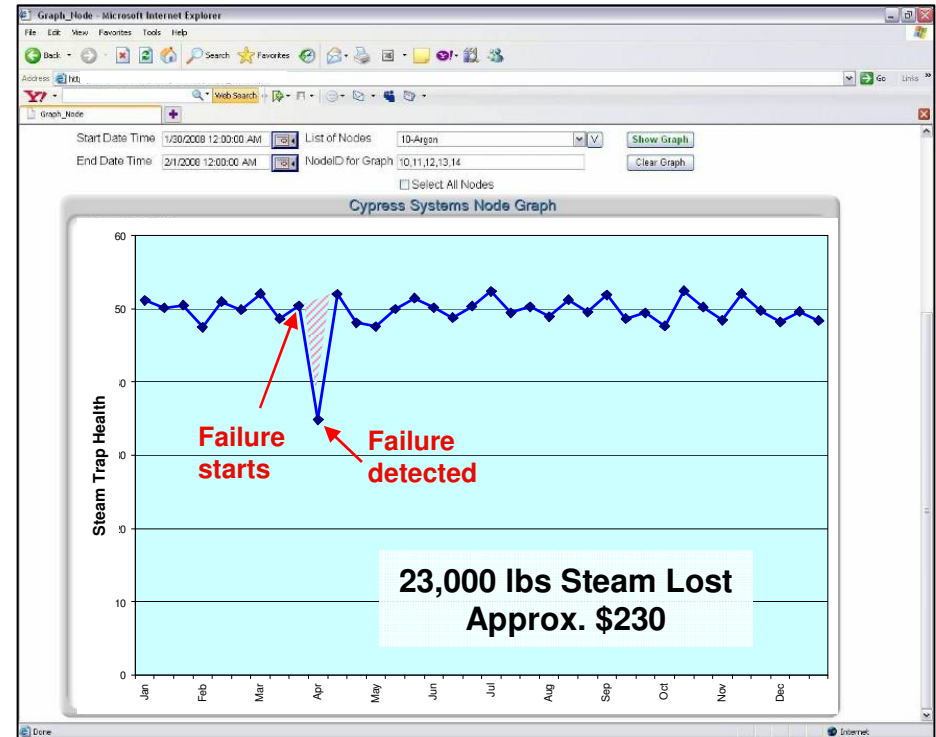 Graph_Node - Microsoft Internet Explorer
File Edit View Favorites Tools Help
Back Search Favorites
Address Go Links »
Y7 - Web Search
Graph_Node
Start Date Time 1/30/2008 12:00:00 AM List of Nodes 10-Argon V Show Graph
End Date Time 2/1/2008 12:00:00 AM NodeID for Graph 10,11,12,13,14 Clear Graph
Select All Nodes
Cypress Systems Node Graph
60
50
Steam Trap Health
Failure
starts
Failure
detected
23,000 lbs Steam Lost
Approx. $230
10
0
Jan Feb Mar Apr May Jun Jul Aug Sep Oct Nov Dec
Done Internet